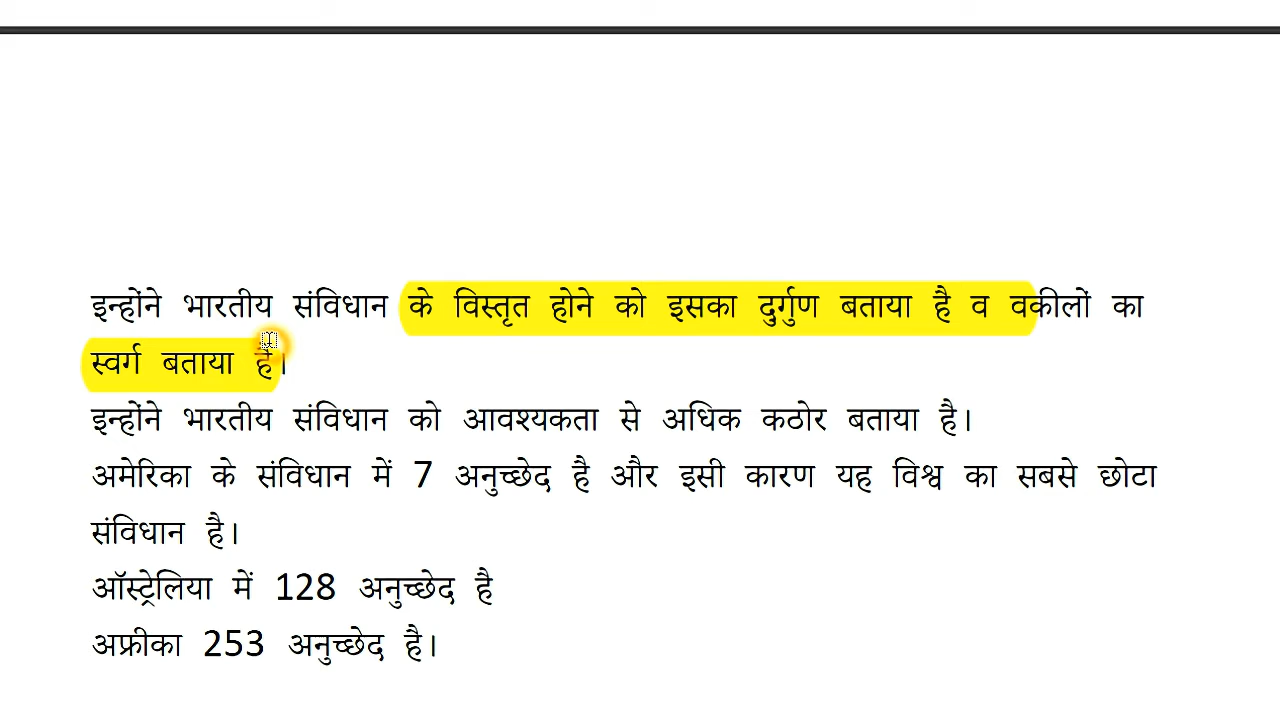 इन्होंने भारतीय संविधान के विस्तृत होने को इसका दुर्गुण बताया है व वकीलों का
स्वर्ग बताया है।
इन्होंने भारतीय संविधान को आवश्यकता से अधिक कठोर बताया है।
अमेरिका के संविधान में 7 अनुच्छेद है और इसी कारण यह विश्व का सबसे छोटा
संविधान है।
ऑस्ट्रेलिया में 128 अनुच्छेद है
अफ्रीका 253 अनुच्छेद है।